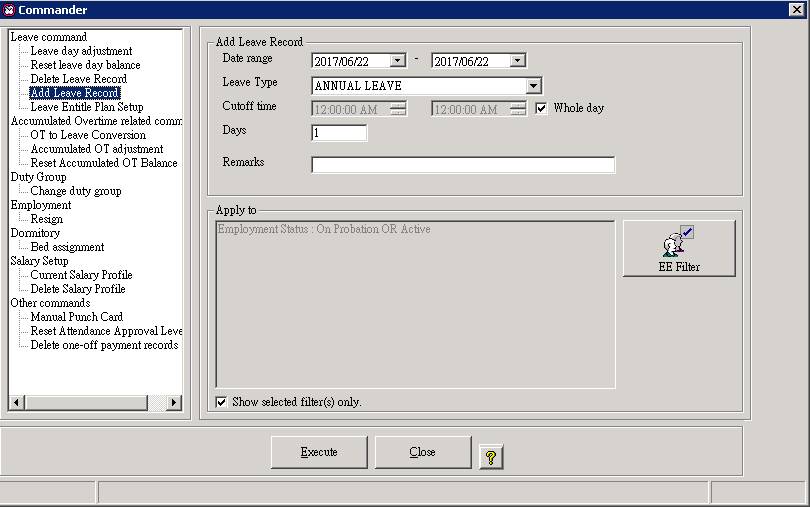 Commander
Leave command
Leave day adjustment
Reset leave day balance
Delete Leave Record
Add Leave Record
Leave Entitle Plan Setup
Accumulated Overtime related comm
OT to Leave Conversion
Accumulated OT adjustment
Reset Accumulated OT Balance
Duty Group
Change duty group
Employment
Resign
Dormitory
Bed assignment
Salary Setup
Current Salary Profile
Delete Salary Profile
Other commands
Manual Punch Card
Reset Attendance Approval Leve
Delete one-off payment records
Add Leave Record
Date range 2017/06/22 - 2017/06/22
Leave Type ANNUAL LEAVE
Cutoff time 12:00:00 AM 12:00:00 AM Whole day
Days 1
Remarks
Apply to
Employment Status : On Probation OR Active
EE Filter
Show selected filter(s) only.
Execute Close ?